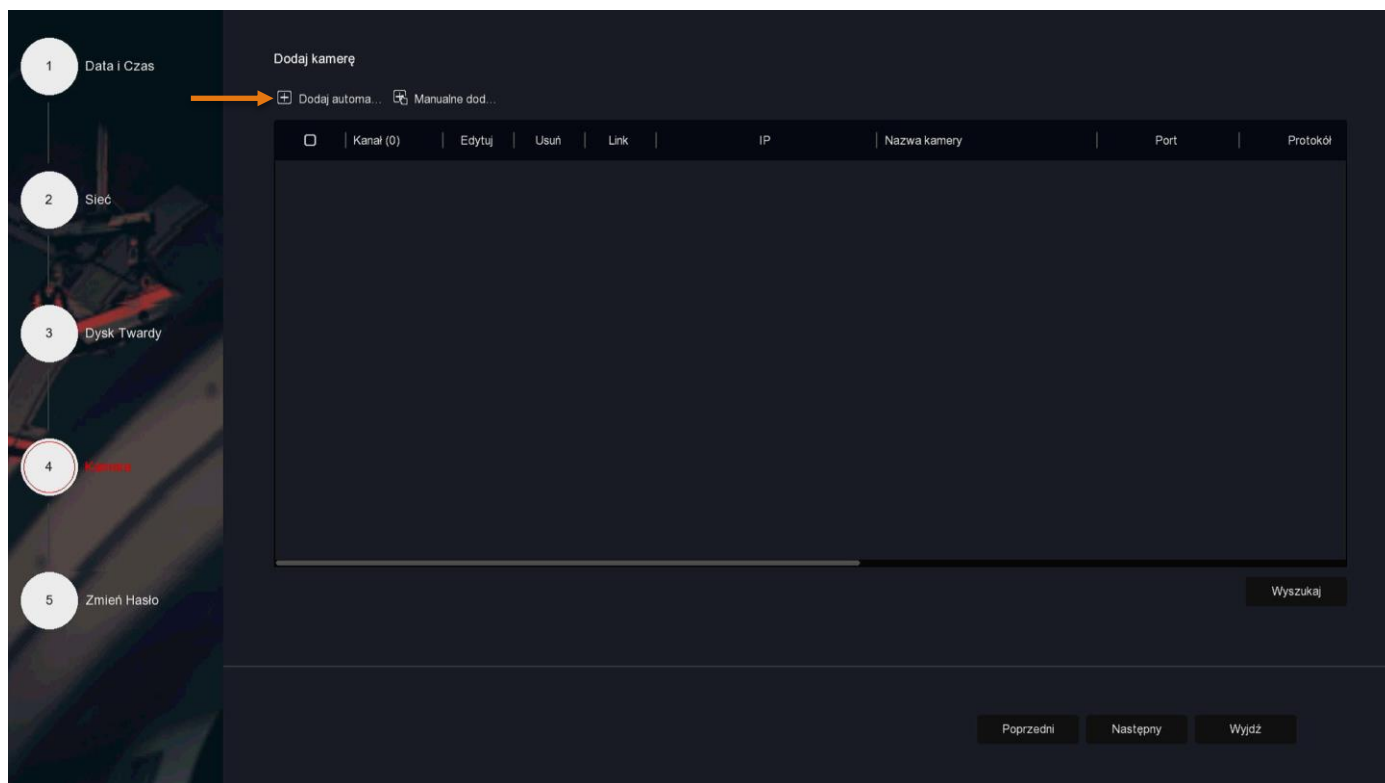 1 Data i Czas
2 Sieć
3 Dysk Twardy
4 Kamera
5 Zmień Hasło
Dodaj kamerę
Dodaj automa... Manualne dod...
Kanał (0) Edytuj Usuń Link IP Nazwa kamery Port Protokół
Wyszukaj
Poprzedni Następny Wyjdź